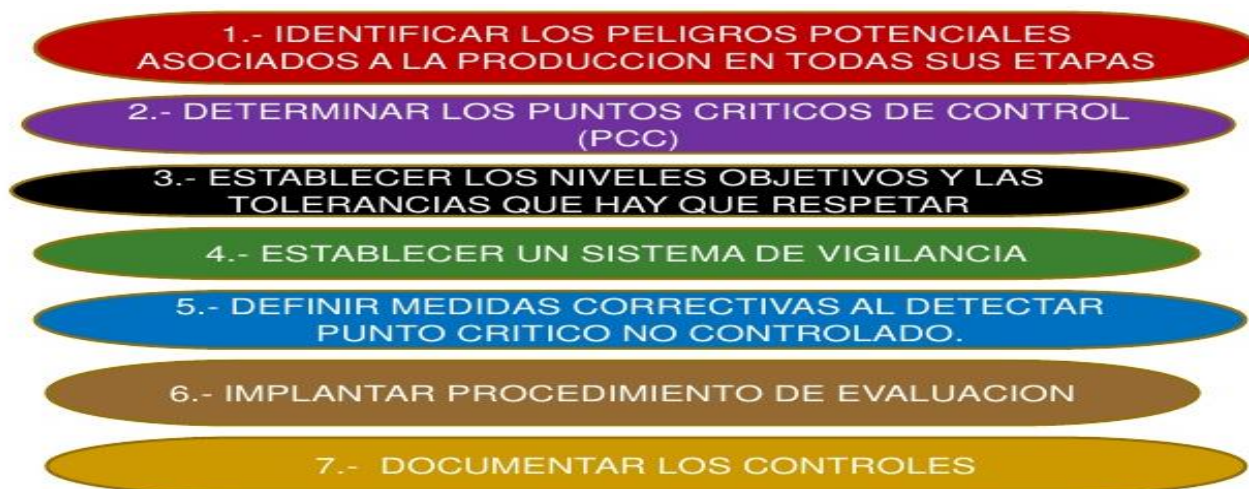 1.- IDENTIFICAR LOS PELIGROS POTENCIALES
ASOCIADOS A LA PRODUCCION EN TODAS SUS ETAPAS
2.- DETERMINAR LOS PUNTOS CRITICOS DE CONTROL
(PCC)
3.- ESTABLECER LOS NIVELES OBJETIVOS Y LAS
TOLERANCIAS QUE HAY QUE RESPETAR
4.- ESTABLECER UN SISTEMA DE VIGILANCIA
5.- DEFINIR MEDIDAS CORRECTIVAS AL DETECTAR
PUNTO CRITICO NO CONTROLADO.
6.- IMPLANTAR PROCEDIMIENTO DE EVALUACION
7.- DOCUMENTAR LOS CONTROLES